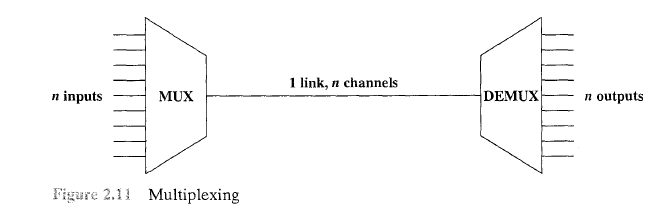 1 link, n channels
n inputs
MUX
DEMUX
n outputs
Figure 2.11 Multiplexing